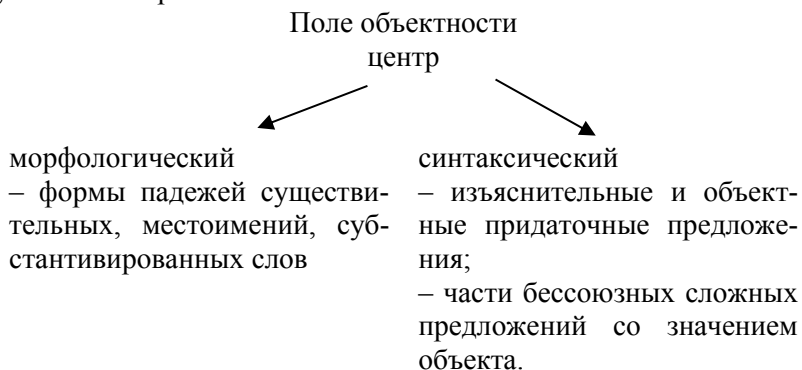 Поле объектности
центр
морфологический
– формы падежей существи-
тельных, местоимений, суб-
стантивированных слов
синтаксический
– изъяснительные и объект-
ные придаточные предложе-
ния;
– части бессоюзных сложных
предложений со значением
объекта.